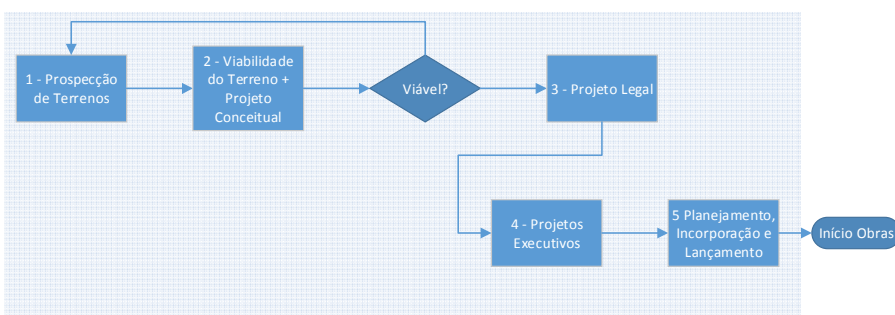 1 - Prospecção
de Terrenos
2 - Viabilidade
do Terreno +
Projeto
Conceitual
Viável?
3 - Projeto Legal
4 - Projetos
Executivos
5 Planejamento,
Incorporação e
Lançamento
Início Obras